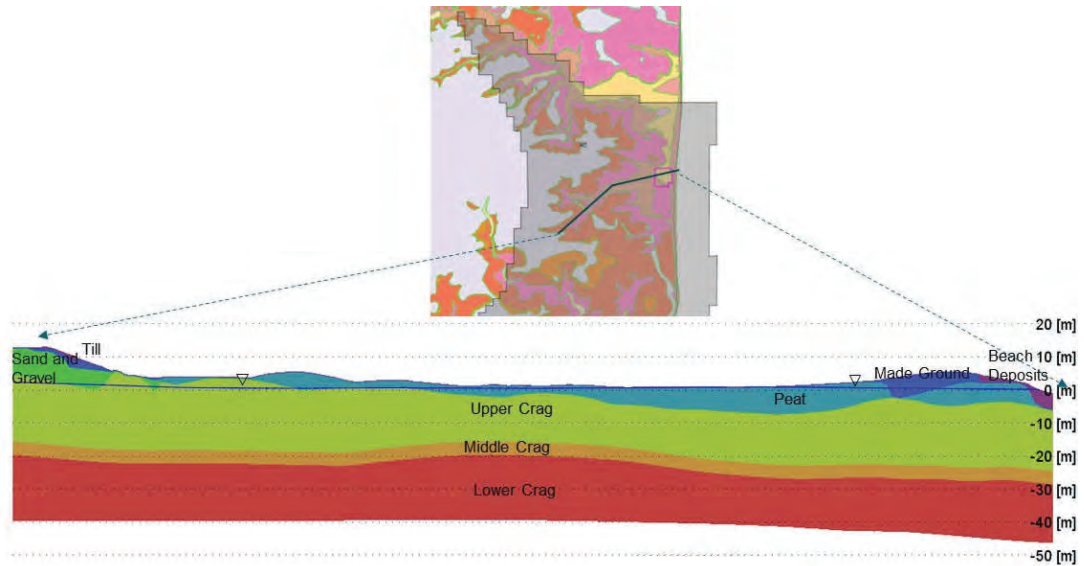 20 [m]
Till
10 [m]
Sand and
Gravel
Beach
Deposits
Made Ground
0 [m]
Peat
Upper Crag
-10 [m]
Middle Crag
-20 [m]
Lower Crag
-30 [m]
-40 [m]
-50 [m]